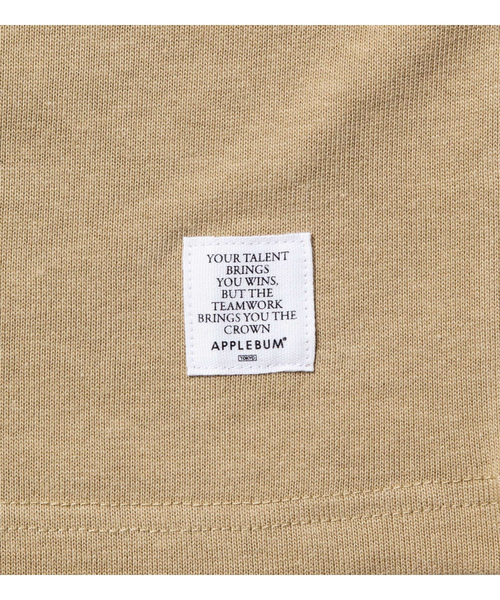 YOUR TALENT
BRINGS
YOU WINS,
BUT THE
TEAMWORK
BRINGS YOU THE
CROWN
APPLEBUM®
TOKYO